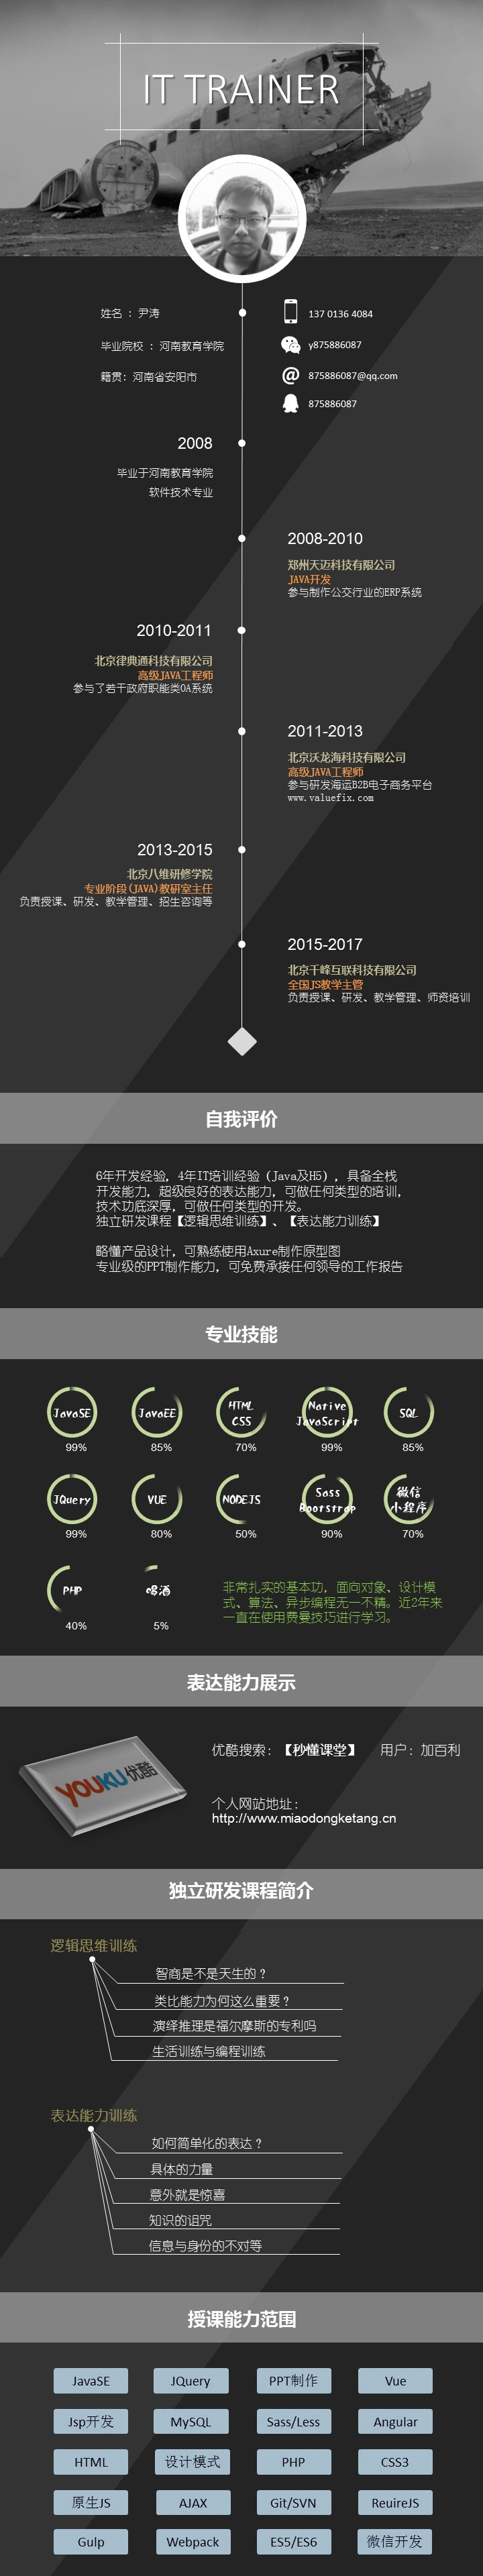 IT TRAINER
姓名 ： 尹涛
毕业院校 ： 河南教育学院
籍贯： 河南省安阳市
137 0136 4084
y875886087
875886087@qq.com
875886087
2008
毕业于河南教育学院
软件技术专业
2008-2010
郑州天迈科技有限公司
JAVA开发
参与制作公交行业的ERP系统
2010-2011
北京律典通科技有限公司
高级JAVA工程师
参与了若干政府职能类OA系统
2011-2013
北京沃龙海科技有限公司
高级JAVA工程师
参与研发海运B2B电子商务平台
www.valuefix.com
2013-2015
北京八维研修学院
专业阶段(JAVA)教研室主任
负责授课、研发、教学管理、招生咨询等
2015-2017
北京千峰互联科技有限公司
全国JS教学主管
负责授课、研发、教学管理、师资培训
自我评价
6年开发经验，4年IT培训经验（Java及H5），具备全栈
开发能力，超级良好的表达能力，可做任何类型的培训，
技术功底深厚，可做任何类型的开发。
独立研发课程【逻辑思维训练】、【表达能力训练】
略懂产品设计，可熟练使用Axure制作原型图
专业级的PPT制作能力，可免费承接任何领导的工作报告
专业技能
JavaSE
99%
JavaEE
85%
HTML
CSS
70%
Native
JavaScript
99%
SQL
85%
JQuery
99%
VUE
80%
NODEJS
50%
Sass
Bootstrap
90%
微信
小程序
70%
PHP
40%
喝酒
5%
非常扎实的基本功，面向对象、设计模
式、算法、异步编程无一不精。近2年来
一直在使用费曼技巧进行学习。
表达能力展示
YOUKU优酷
优酷搜索：【秒懂课堂】 用户：加百利
个人网站地址：
http://www.miaodongketang.cn
独立研发课程简介
逻辑思维训练
智商是不是天生的？
类比能力为何这么重要？
演绎推理是福尔摩斯的专利吗
生活训练与编程训练
表达能力训练
如何简单化的表达？
具体的力量
意外就是惊喜
知识的诅咒
信息与身份的不对等
授课能力范围
JavaSE JQuery PPT制作 Vue
Jsp开发 MySQL Sass/Less Angular
HTML 设计模式 PHP CSS3
原生JS AJAX Git/SVN ReuireJS
Gulp Webpack ES5/ES6 微信开发